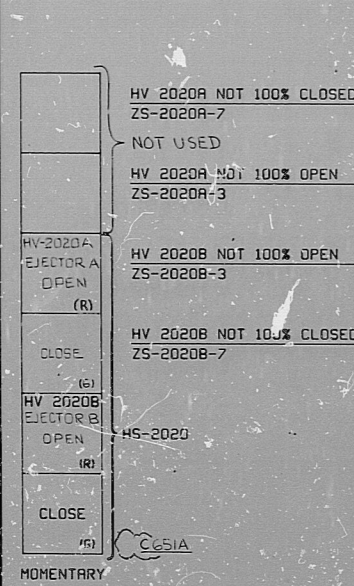 HV 2020A NOT 100% CLOSED
ZS-2020A-7
NOT USED
HV 2020A NOT 100% OPEN
ZS-2020A-3
HV-2020A
EJECTOR A
OPEN
(R)
HV 2020B NOT 100% OPEN
ZS-2020B-3
CLOSE
(G)
HV 2020B NOT 100% CLOSED
ZS-2020B-7
HV 2020B
EJECTOR B
OPEN
(R)
HS-2020
CLOSE
(G)
C651A
MOMENTARY